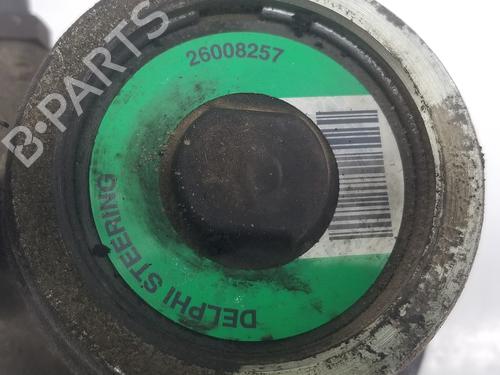 B-PARTS
26008257
DELPHI STEERING